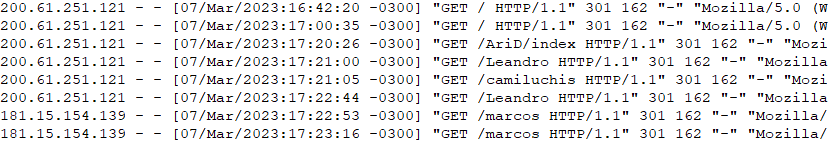 200.61.251.121 - - [07/Mar/2023:16:42:20 -0300] "GET / HTTP/1.1" 301 162 "-" "Mozilla/5.0 (W
200.61.251.121 - - [07/Mar/2023:17:00:35 -0300] "GET / HTTP/1.1" 301 162 "-" "Mozilla/5.0 (W
200.61.251.121 - - [07/Mar/2023:17:20:26 -0300] "GET /AriD/index HTTP/1.1" 301 162 "-" "Mozi
200.61.251.121 - - [07/Mar/2023:17:21:00 -0300] "GET /Leandro HTTP/1.1" 301 162 "-" "Mozilla
200.61.251.121 - - [07/Mar/2023:17:21:05 -0300] "GET /camiluchis HTTP/1.1" 301 162 "-" "Mozi
200.61.251.121 - - [07/Mar/2023:17:22:44 -0300] "GET /Leandro HTTP/1.1" 301 162 "-" "Mozilla
181.15.154.139 - - [07/Mar/2023:17:22:53 -0300] "GET /marcos HTTP/1.1" 301 162 "-" "Mozilla/
181.15.154.139 - - [07/Mar/2023:17:23:16 -0300] "GET /marcos HTTP/1.1" 301 162 "-" "Mozilla/